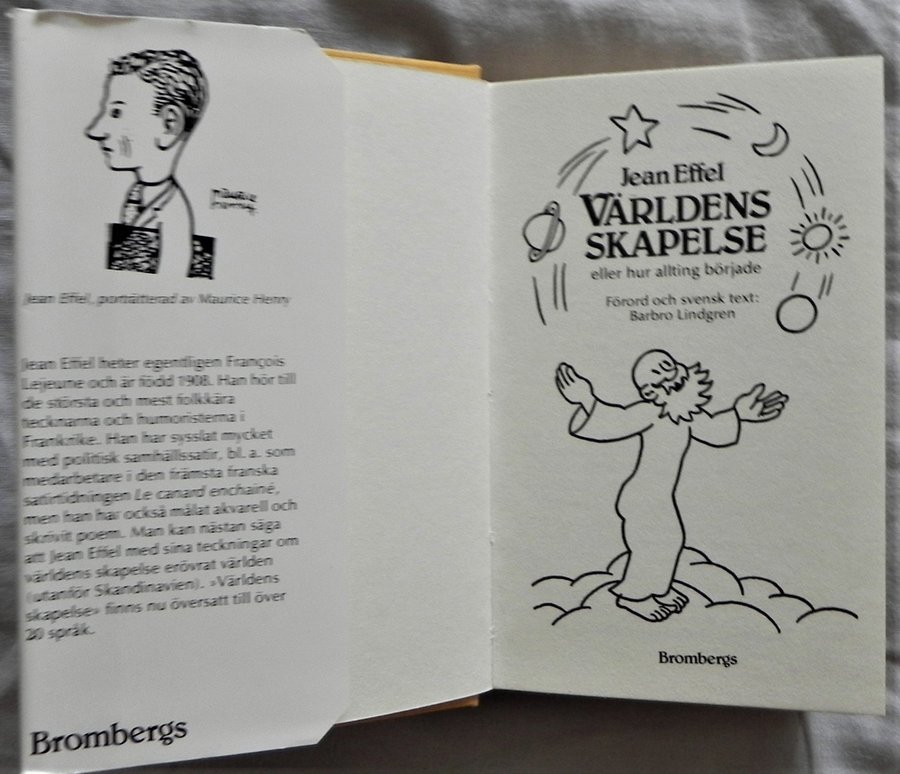 Jean Effel, porträtterad av Maurice Henry
Jean Effel heter egentligen François
Lejeune och är född 1908. Han hör till
de största och mest folkkära
tecknarna och humoristerna i
Frankrike. Han har sysslat mycket
med politisk samhällssatir, bl. a. som
medarbetare i den främsta franska
satirtidningen Le canard enchainé,
men han har också målat akvarell och
skrivit poem. Man kan nästan säga
att Jean Effel med sina teckningar om
världens skapelse erövrat världen
(utanför Skandinavien). »Världens
skapelse» finns nu översatt till över
20 språk.
Brombergs
Jean Effel
VÄRLDENS
SKAPELSE
eller hur allting började
Förord och svensk text:
Barbro Lindgren
Brombergs